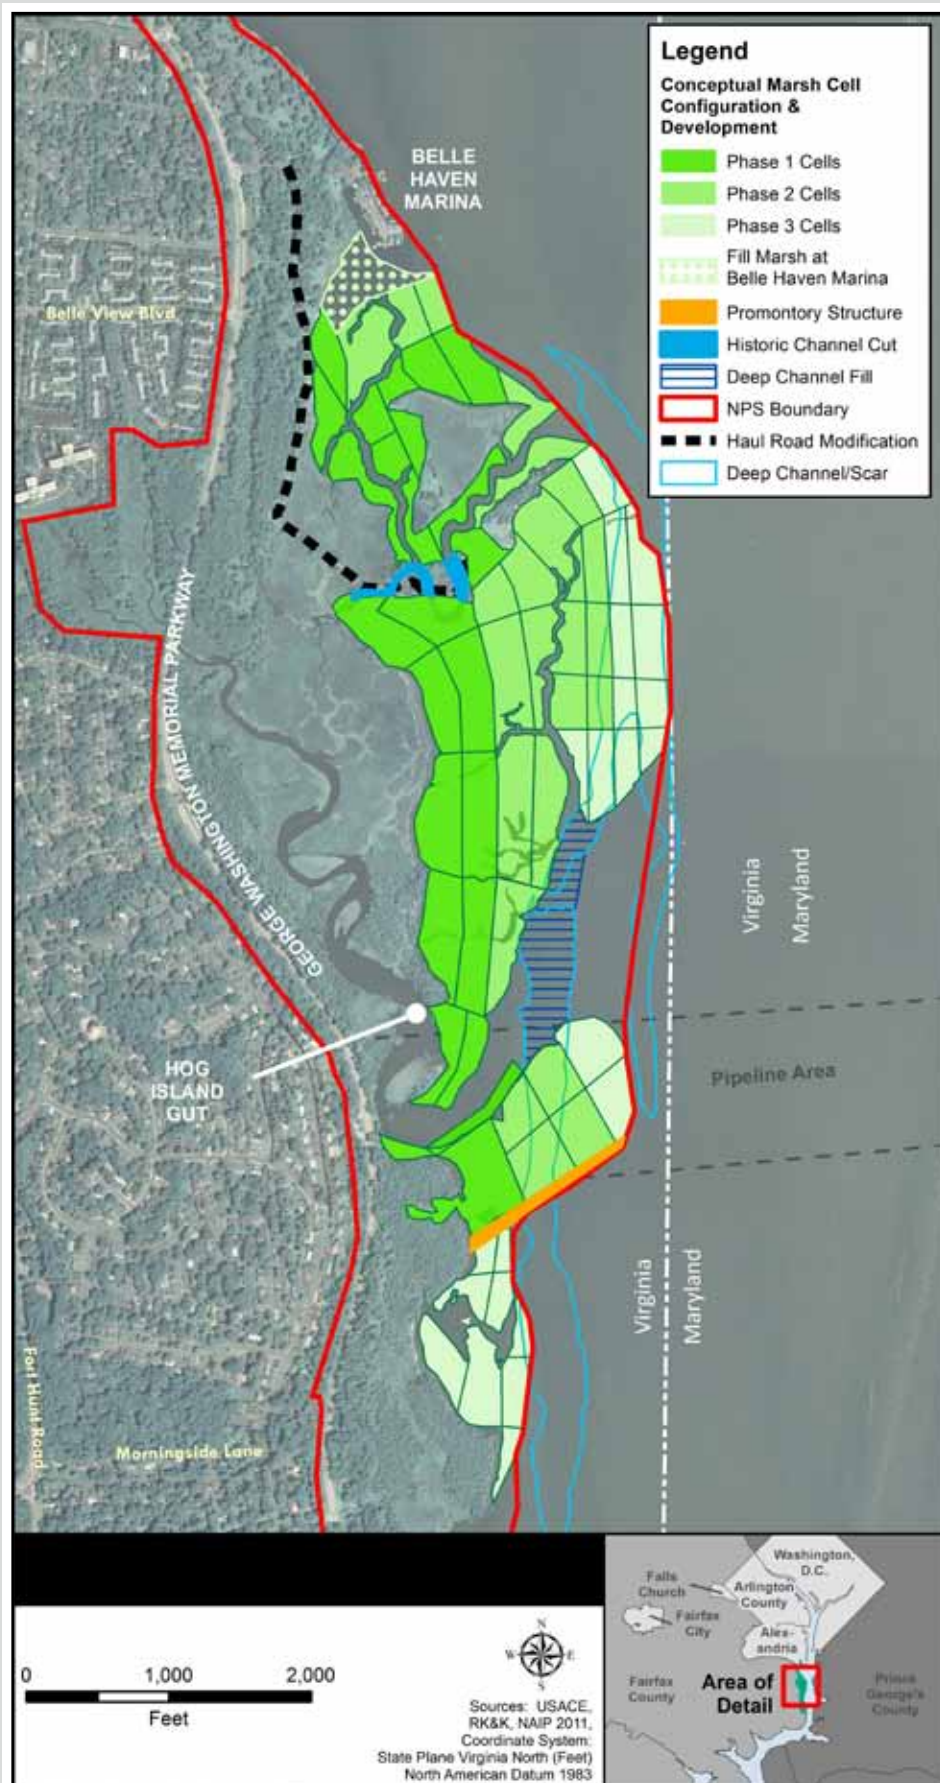 Legend
Conceptual Marsh Cell
Configuration &
Development
Phase 1 Cells
Phase 2 Cells
Phase 3 Cells
Fill Marsh at
Belle Haven Marina
Promontory Structure
Historic Channel Cut
Deep Channel Fill
NPS Boundary
Haul Road Modification
Deep Channel/Scar
BELLE
HAVEN
MARINA
Belle View Blvd
GEORGE WASHINGTON MEMORIAL PARKWAY
Virginia
Maryland
HOG
ISLAND
GUT
Pipeline Area
Virginia
Maryland
Fort Hunt Road
Morningside Lane
0 1,000 2,000
Feet
N
W E
S
Sources: USACE,
RK&K, NAIP 2011,
Coordinate System:
State Plane Virginia North (Feet)
North American Datum 1983
Washington,
D.C.
Falls
Church
Arlington
County
Fairfax
City
Alex-
andria
Fairfax
County
Area of
Detail
Prince
George's
County